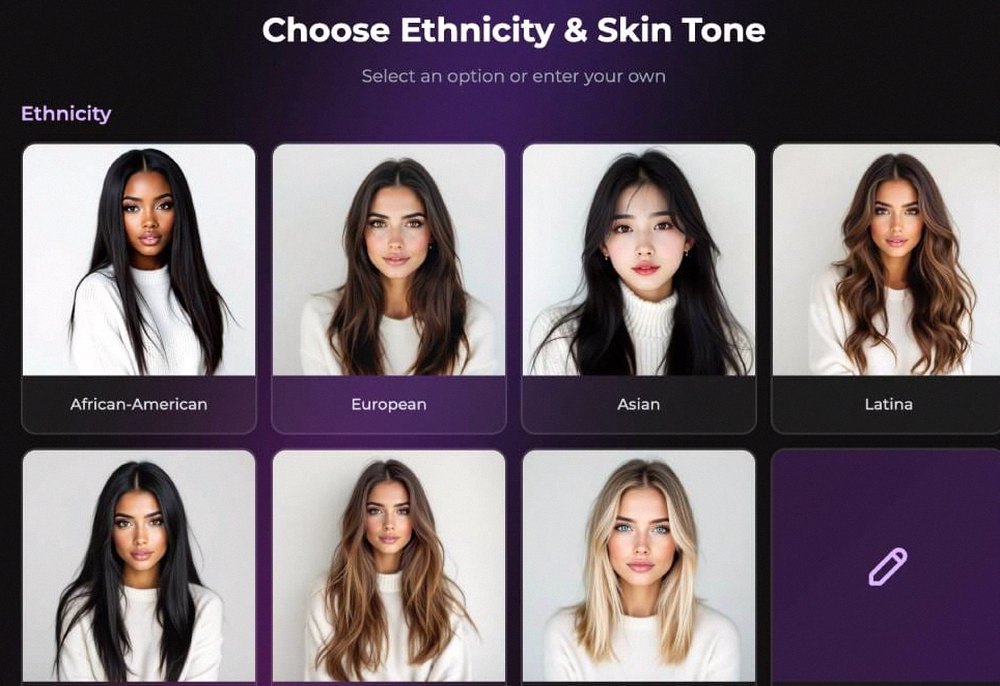 Choose Ethnicity & Skin Tone
Select an option or enter your own
Ethnicity
African-American
European
Asian
Latina